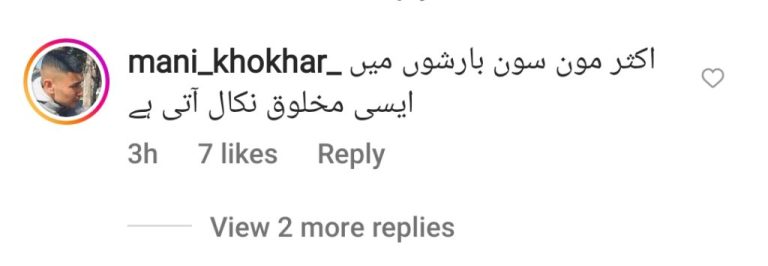 mani_khokhar_ اکثر مون سون بارشوں میں
ایسی مخلوق نکال آتی ہے
3h 7 likes Reply
View 2 more replies